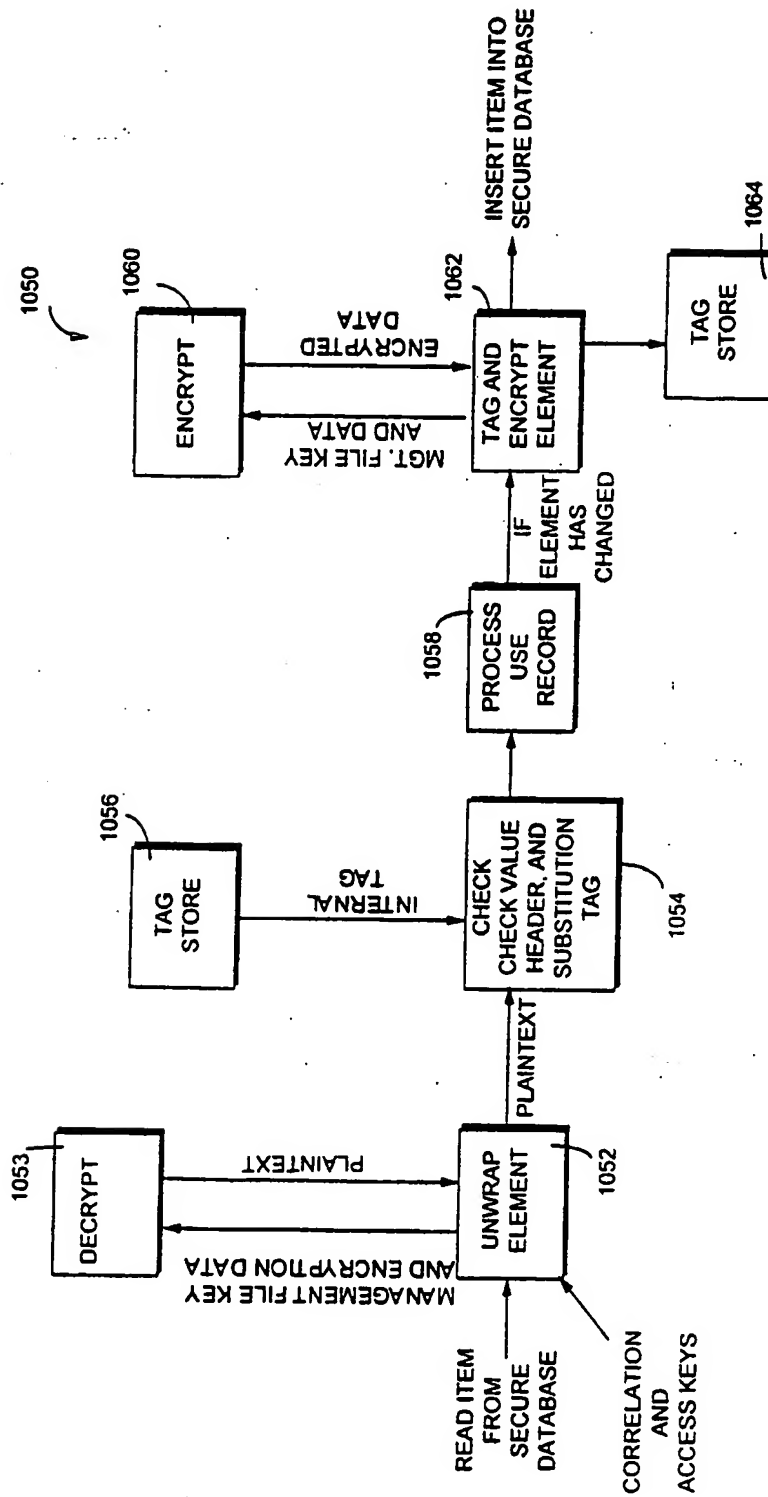 1050
1053
DECRYPT
MANAGEMENT FILE KEY
AND ENCRYPTION DATA
PLAINTEXT
READ ITEM
FROM
SECURE
DATABASE
CORRELATION
AND
ACCESS KEYS
UNWRAP
ELEMENT
1052
PLAINTEXT
1056
TAG
STORE
INTERNAL
TAG
CHECK
CHECK VALUE
HEADER, AND
SUBSTITUTION
TAG
1054
1058
PROCESS
USE
RECORD
IF
ELEMENT
HAS
CHANGED
1060
ENCRYPT
MGT. FILE KEY
AND DATA
ENCRYPTED
DATA
1062
TAG AND
ENCRYPT
ELEMENT
INSERT ITEM INTO
SECURE DATABASE
TAG
STORE
1064